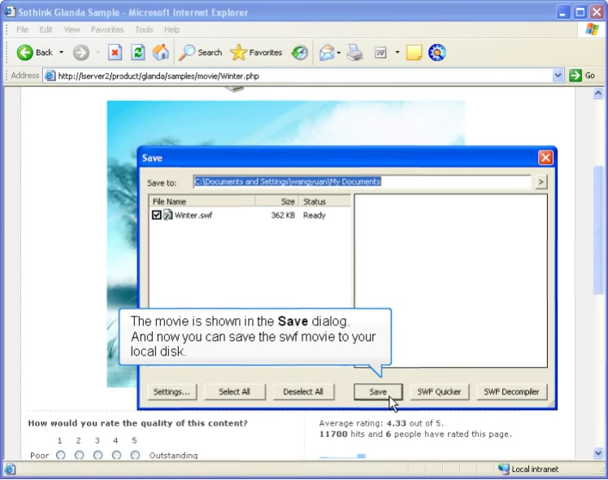 Sothink Glanda Sample - Microsoft Internet Explorer
File Edit View Favorites Tools Help
Back Search Favorites
Address http://lserver2/product/glanda/samples/movie/Winter.php Go
Save
Save to: C:\Documents and Settings\wangyuan\My Documents >
File Name Size Status
Winter.swf 362 KB Ready
The movie is shown in the Save dialog.
And now you can save the swf movie to your
local disk.
Settings... Select All Deselect All Save SWF Quicker SWF Decompiler
How would you rate the quality of this content?
1 2 3 4 5
Poor Outstanding
Average rating: 4.33 out of 5.
11700 hits and 6 people have rated this page.
Local intranet